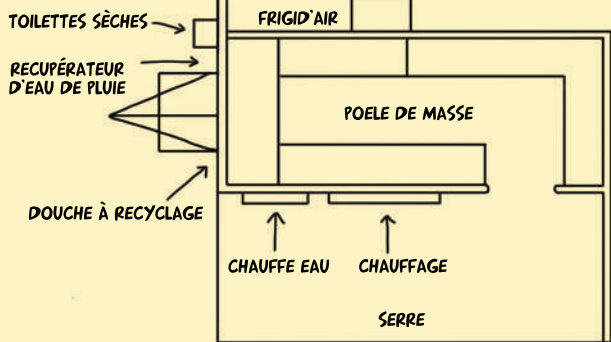 TOILETTES SÈCHES
FRIGID'AIR
RECUPÉRATEUR
D'EAU DE PLUIE
POELE DE MASSE
DOUCHE À RECYCLAGE
CHAUFFE EAU
CHAUFFAGE
SERRE